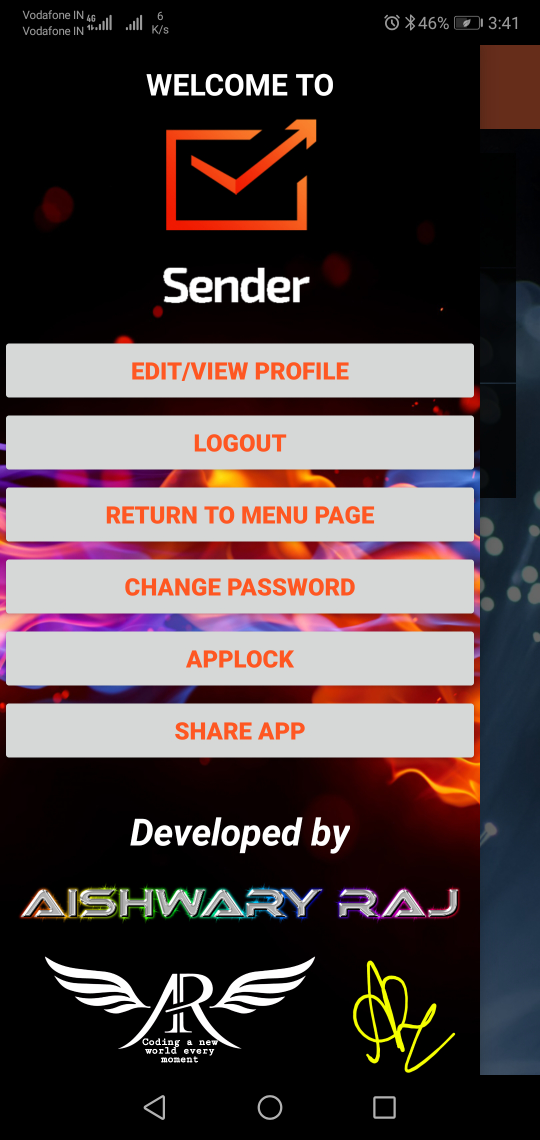 Vodafone IN 4G 6 46% 3:41
Vodafone IN K/s
WELCOME TO
Sender
EDIT/VIEW PROFILE
LOGOUT
RETURN TO MENU PAGE
CHANGE PASSWORD
APPLOCK
SHARE APP
Developed by
AISHWARY RAJ
AR
Coding a new
world every
moment